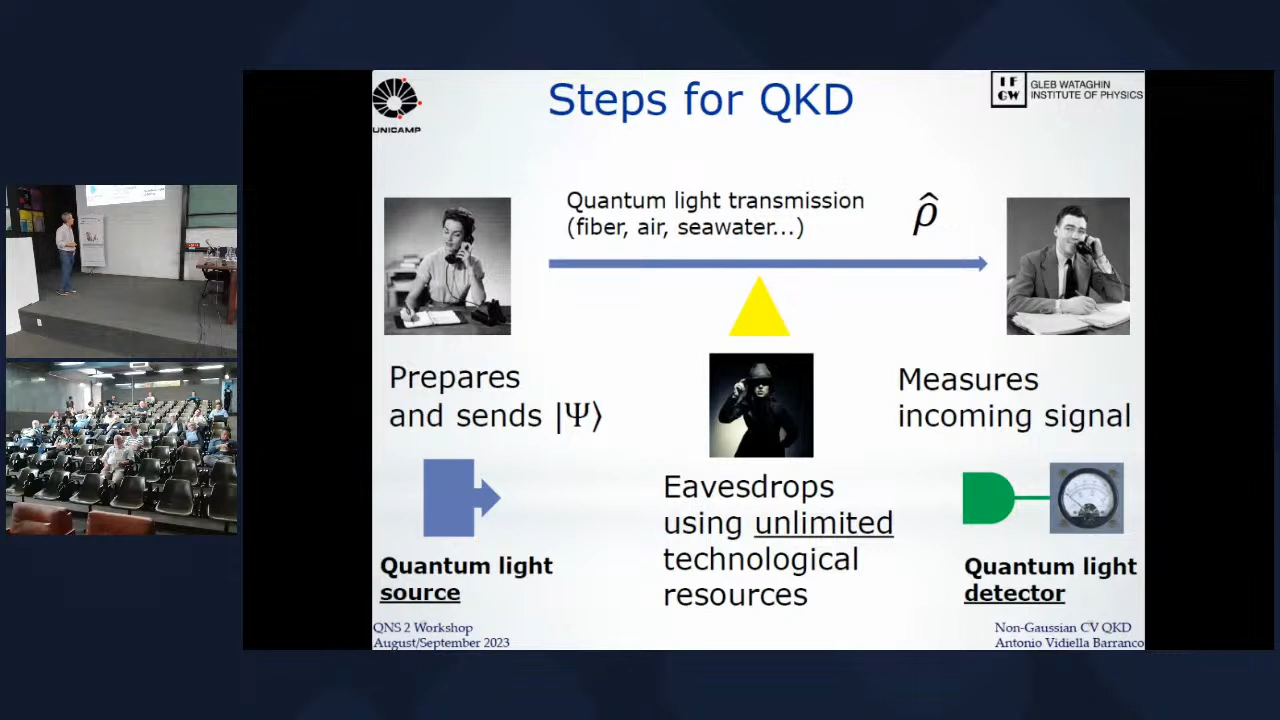 UNICAMP
Steps for QKD
IF
GW
GLEB WATAGHIN
INSTITUTE OF PHYSICS
Quantum light transmission
(fiber, air, seawater...)
ρ̂
Prepares
and sends |Ψ⟩
Measures
incoming signal
Eavesdrops
using unlimited
technological
resources
Quantum light
source
Quantum light
detector
QNS 2 Workshop
August/September 2023
Non-Gaussian CV QKD
Antonio Vidiella Barranco